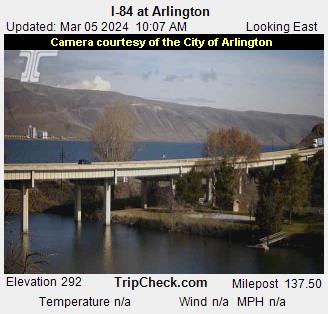 I-84 at Arlington
Updated: Mar 05 2024 10:07 AM Looking East
Camera courtesy of the City of Arlington
Elevation 292 TripCheck.com Milepost 137.50
Temperature n/a Wind n/a MPH n/a